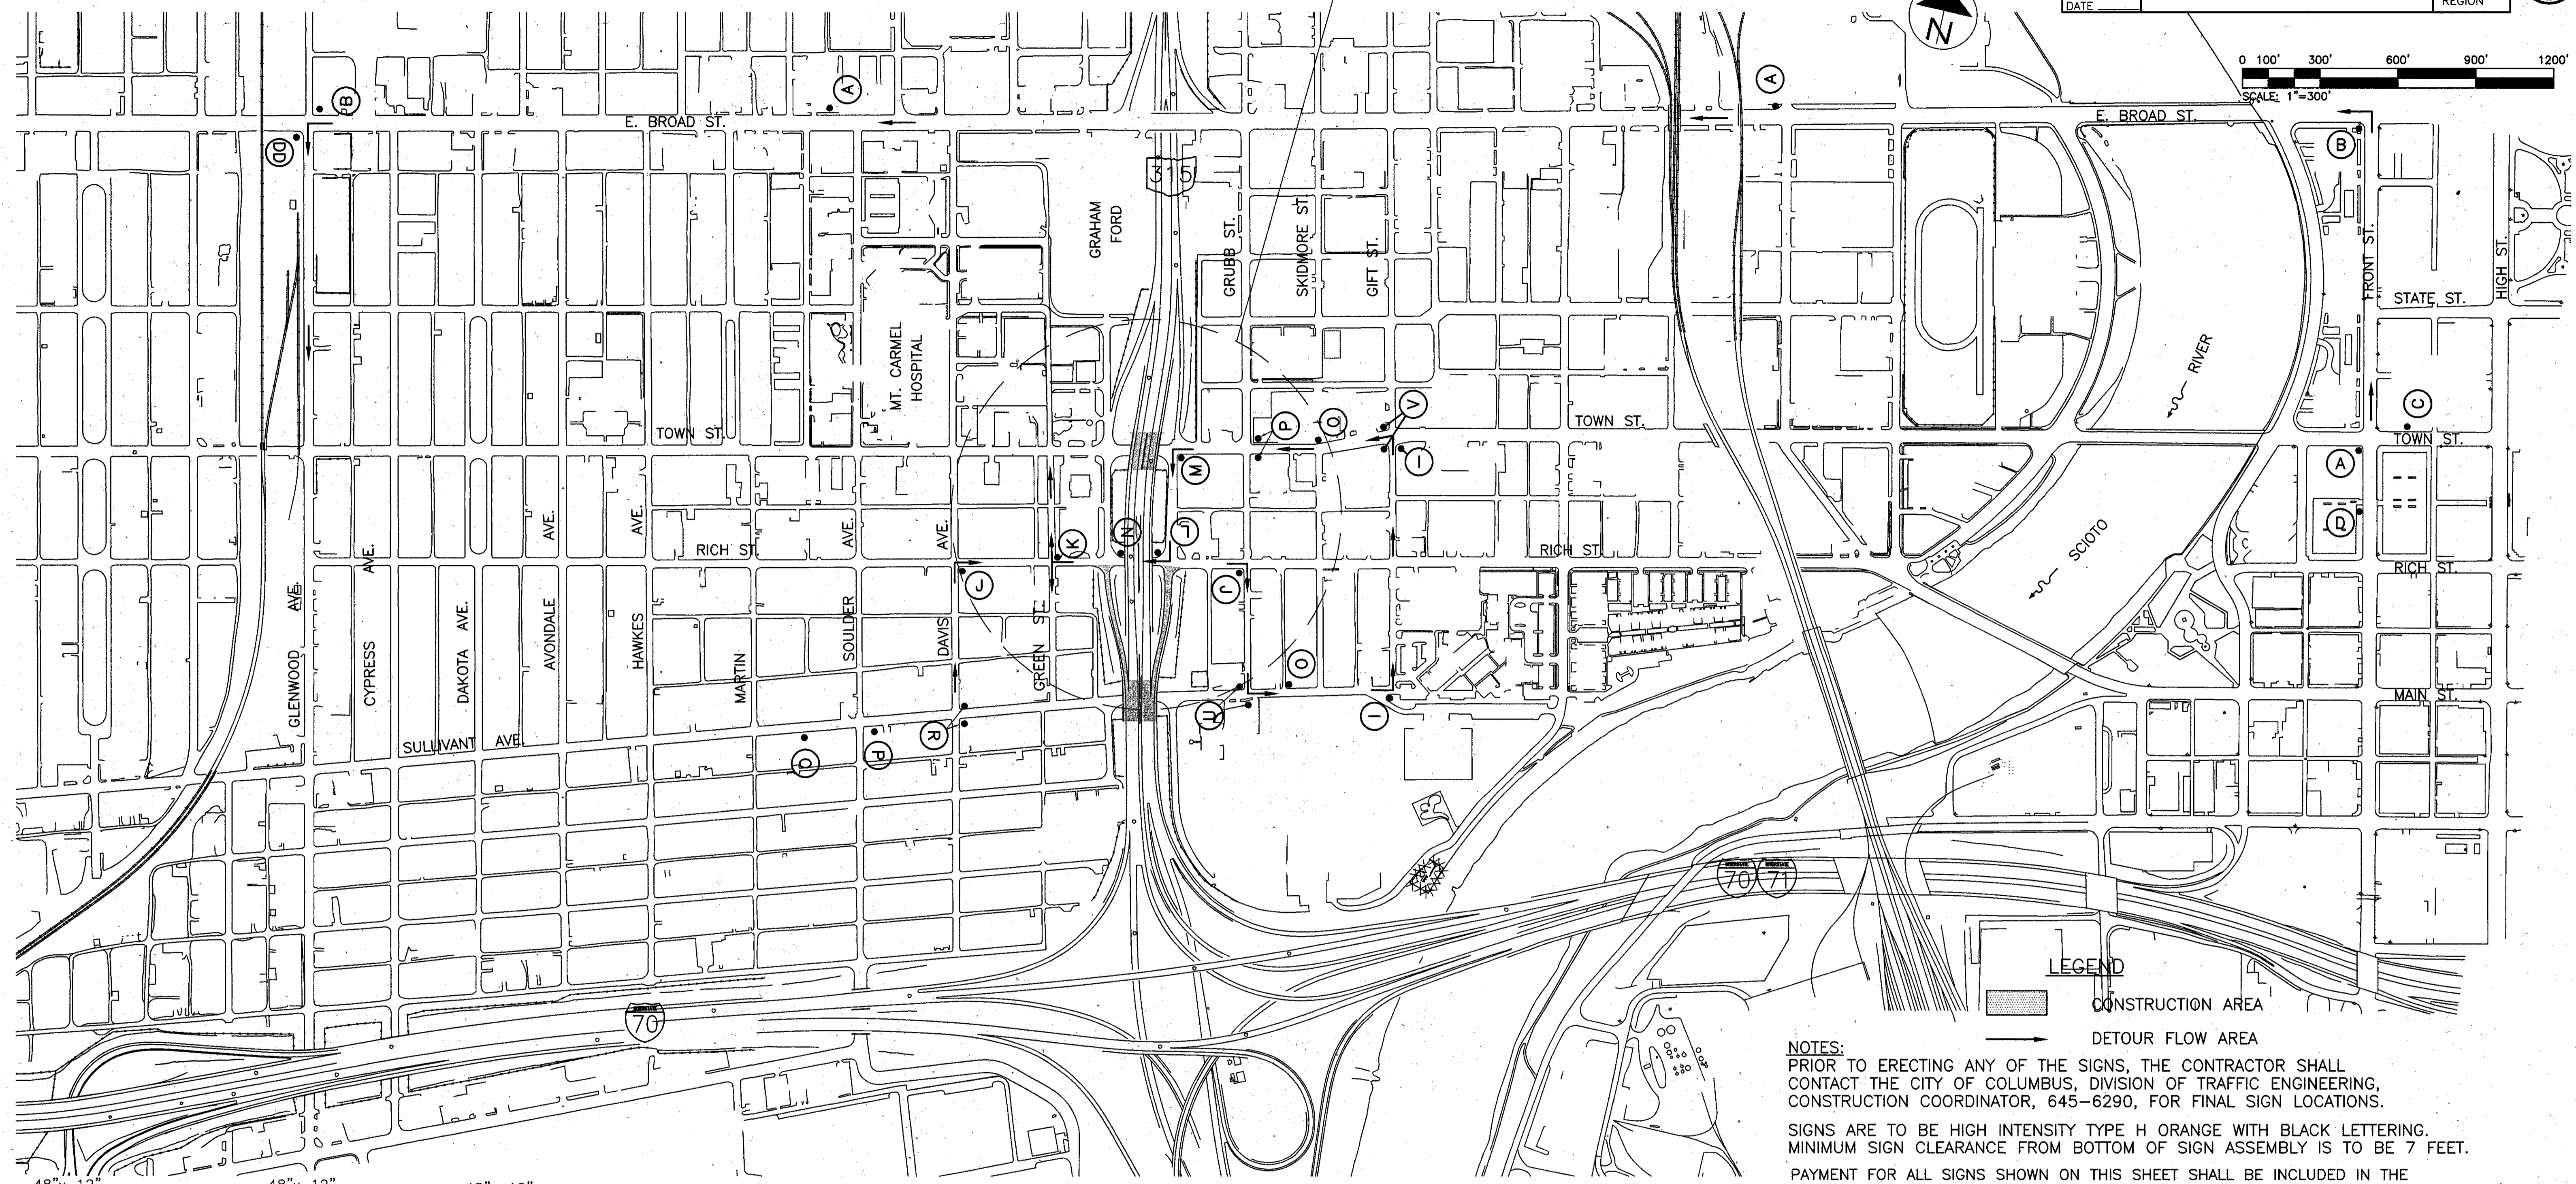 DATE
REGION
N
0 100' 300' 600' 900' 1200'
SCALE: 1"=300'
B
A
A
E. BROAD ST.
E. BROAD ST.
B
DD
315
GRAHAM
FORD
GRUBB ST.
SKIDMORE ST.
GIFT ST.
FRONT ST.
HIGH ST.
STATE ST.
MT. CARMEL
HOSPITAL
RIVER
C
V
P
Q
TOWN ST.
TOWN ST.
TOWN ST.
M
I
A
N
L
K
D
SCIOTO
AVE.
AVE.
AVE.
AVE.
AVE.
RICH ST.
RICH ST.
RICH ST.
J
J
GLENWOOD AVE.
CYPRESS
DAKOTA AVE.
AVONDALE
HAWKES
MARTIN
SOULDER
DAVIS
GREEN ST.
O
MAIN ST.
U
I
R
SULLIVANT AVE.
Q
P
70
71
70
LEGEND
CONSTRUCTION AREA
DETOUR FLOW AREA
NOTES:
PRIOR TO ERECTING ANY OF THE SIGNS, THE CONTRACTOR SHALL
CONTACT THE CITY OF COLUMBUS, DIVISION OF TRAFFIC ENGINEERING,
CONSTRUCTION COORDINATOR, 645-6290, FOR FINAL SIGN LOCATIONS.
SIGNS ARE TO BE HIGH INTENSITY TYPE H ORANGE WITH BLACK LETTERING.
MINIMUM SIGN CLEARANCE FROM BOTTOM OF SIGN ASSEMBLY IS TO BE 7 FEET.
PAYMENT FOR ALL SIGNS SHOWN ON THIS SHEET SHALL BE INCLUDED IN THE
48"x 12"
48"x 12"